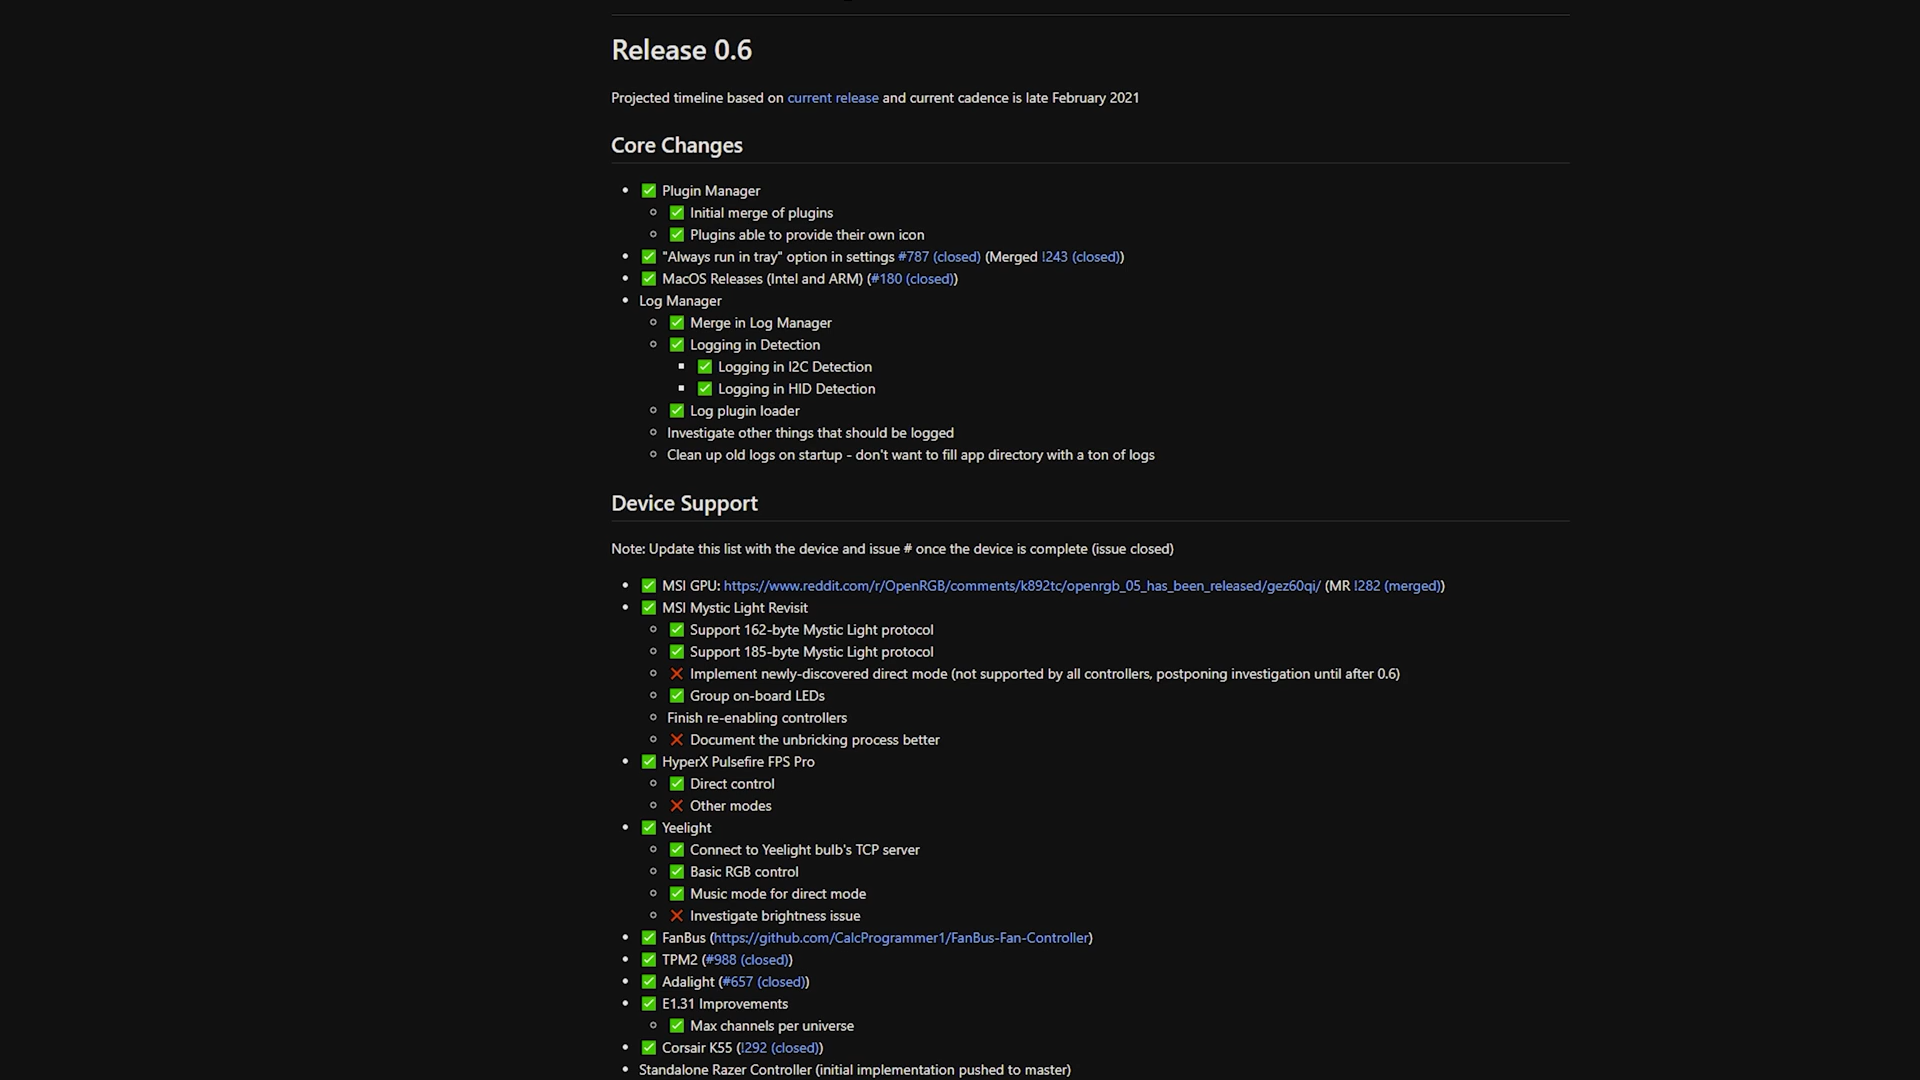 Release 0.6
Projected timeline based on current release and current cadence is late February 2021
Core Changes
• ✅ Plugin Manager
◦ ✅ Initial merge of plugins
◦ ✅ Plugins able to provide their own icon
• ✅ "Always run in tray" option in settings #787 (closed) (Merged !243 (closed))
• ✅ MacOS Releases (Intel and ARM) (#180 (closed))
• Log Manager
◦ ✅ Merge in Log Manager
◦ ✅ Logging in Detection
▪ ✅ Logging in I2C Detection
▪ ✅ Logging in HID Detection
◦ ✅ Log plugin loader
◦ Investigate other things that should be logged
◦ Clean up old logs on startup - don't want to fill app directory with a ton of logs
Device Support
Note: Update this list with the device and issue # once the device is complete (issue closed)
• ✅ MSI GPU: https://www.reddit.com/r/OpenRGB/comments/k892tc/openrgb_05_has_been_released/gez60qi/ (MR !282 (merged))
• ✅ MSI Mystic Light Revisit
◦ ✅ Support 162-byte Mystic Light protocol
◦ ✅ Support 185-byte Mystic Light protocol
◦ ❌ Implement newly-discovered direct mode (not supported by all controllers, postponing investigation until after 0.6)
◦ ✅ Group on-board LEDs
◦ Finish re-enabling controllers
◦ ❌ Document the unbricking process better
• ✅ HyperX Pulsefire FPS Pro
◦ ✅ Direct control
◦ ❌ Other modes
• ✅ Yeelight
◦ ✅ Connect to Yeelight bulb's TCP server
◦ ✅ Basic RGB control
◦ ✅ Music mode for direct mode
◦ ❌ Investigate brightness issue
• ✅ FanBus (https://github.com/CalcProgrammer1/FanBus-Fan-Controller)
• ✅ TPM2 (#988 (closed))
• ✅ Adalight (#657 (closed))
• ✅ E1.31 Improvements
◦ ✅ Max channels per universe
• ✅ Corsair K55 (!292 (closed))
• Standalone Razer Controller (initial implementation pushed to master)